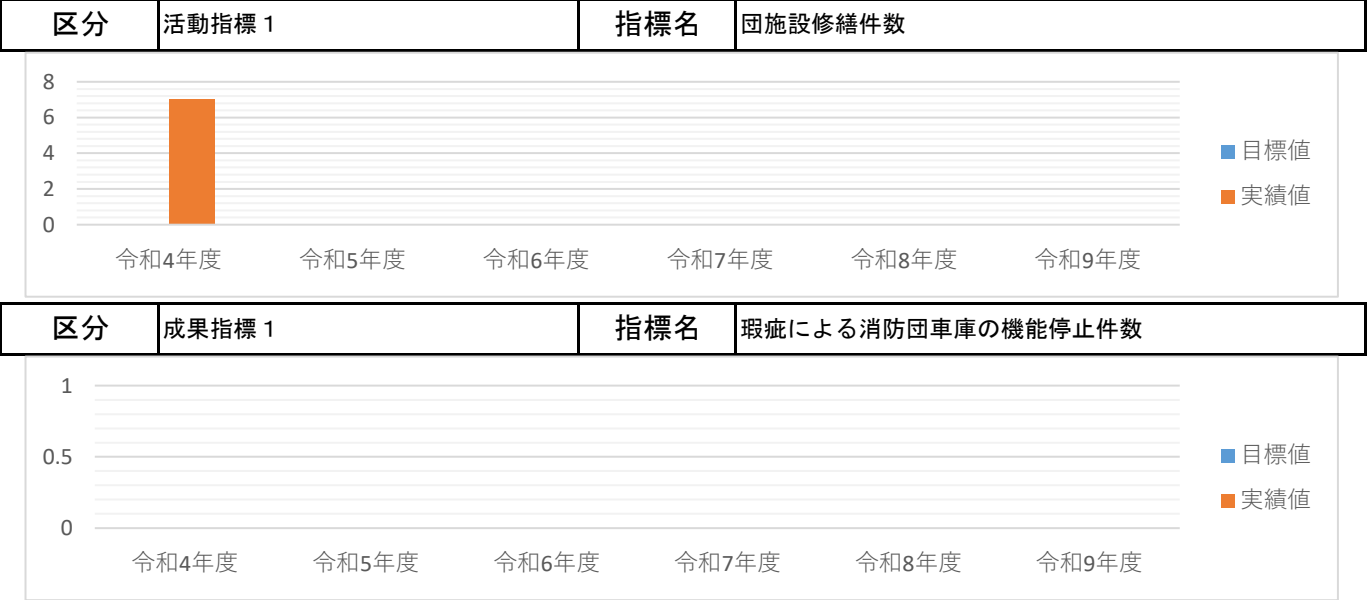 区分 活動指標１ 指標名 団施設修繕件数
8
6
4
2
0
令和4年度 令和5年度 令和6年度 令和7年度 令和8年度 令和9年度
目標値
実績値
区分 成果指標１ 指標名 瑕疵による消防団車庫の機能停止件数
1
0.5
0
令和4年度 令和5年度 令和6年度 令和7年度 令和8年度 令和9年度
目標値
実績値